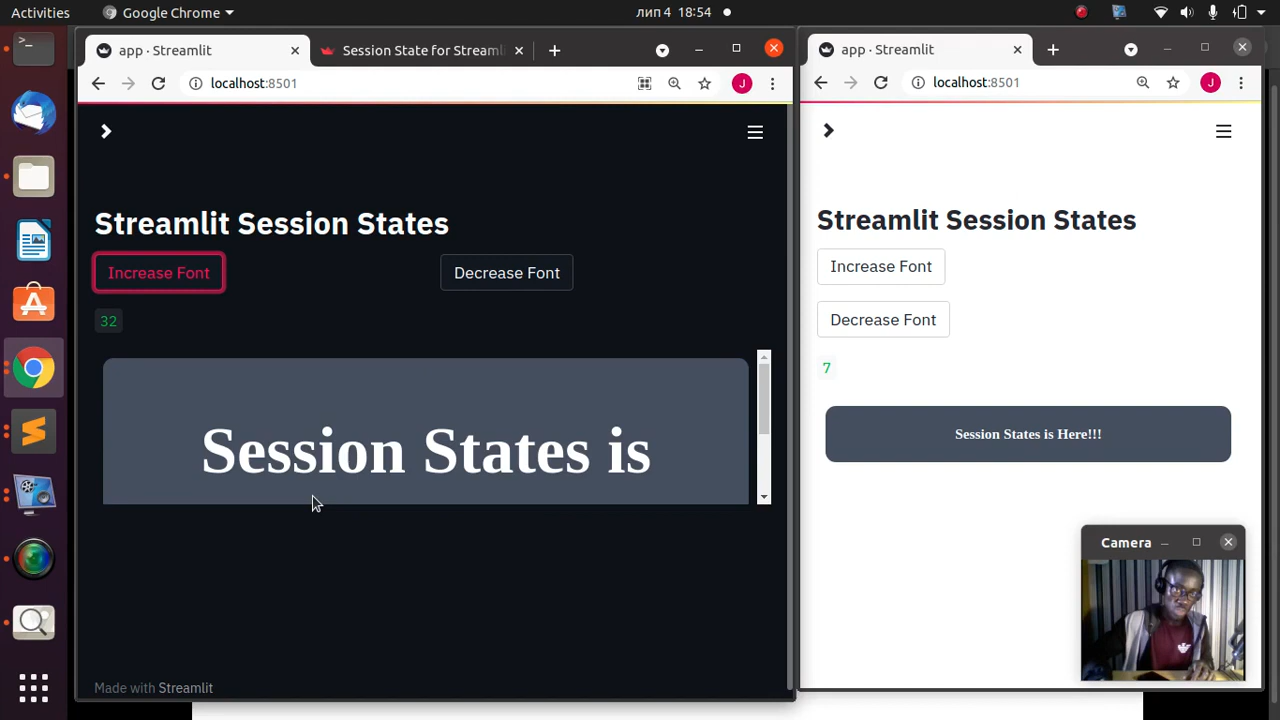 Activities
Google Chrome
лип 4 18:54
app · Streamlit
Session State for Streaml
localhost:8501
J
Streamlit Session States
Increase Font
Decrease Font
32
Session States is
Made with Streamlit
app · Streamlit
localhost:8501
J
Streamlit Session States
Increase Font
Decrease Font
7
Session States is Here!!!
Camera